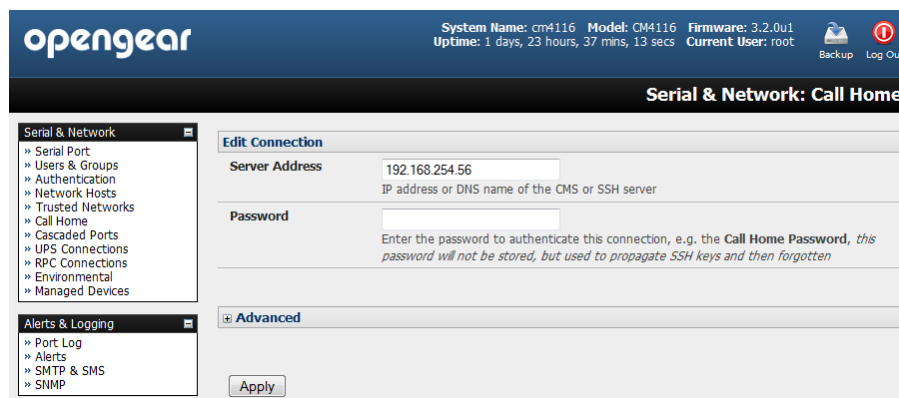 opengear
System Name: cm4116 Model: CM4116 Firmware: 3.2.0u1
Uptime: 1 days, 23 hours, 37 mins, 13 secs Current User: root
Backup
Log Ou
Serial & Network: Call Home
Serial & Network
» Serial Port
» Users & Groups
» Authentication
» Network Hosts
» Trusted Networks
» Call Home
» Cascaded Ports
» UPS Connections
» RPC Connections
» Environmental
» Managed Devices
Alerts & Logging
» Port Log
» Alerts
» SMTP & SMS
» SNMP
Edit Connection
Server Address
192.168.254.56
IP address or DNS name of the CMS or SSH server
Password
Enter the password to authenticate this connection, e.g. the Call Home Password, this
password will not be stored, but used to propagate SSH keys and then forgotten
Advanced
Apply